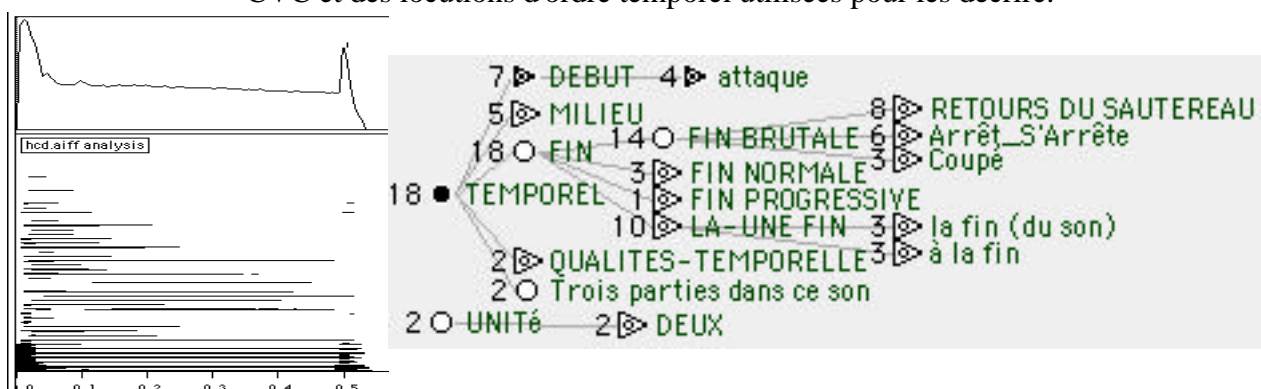 CVC et des locutions d'ordre temporel utilisées pour les décrire.
hcd.aiff analysis
0 0.1 0.2 0.3 0.4 0.5
7 DEBUT 4 attaque
5 MILIEU
8 RETOURS DU SAUTEREAU
18 FIN 14 FIN BRUTALE 6 Arrêt_S'Arrête
3 Coupé
3 FIN NORMALE
18 TEMPOREL 1 FIN PROGRESSIVE
10 LA-UNE FIN 3 la fin (du son)
2 QUALITES-TEMPORELLE 3 à la fin
2 Trois parties dans ce son
2 UNITé 2 DEUX